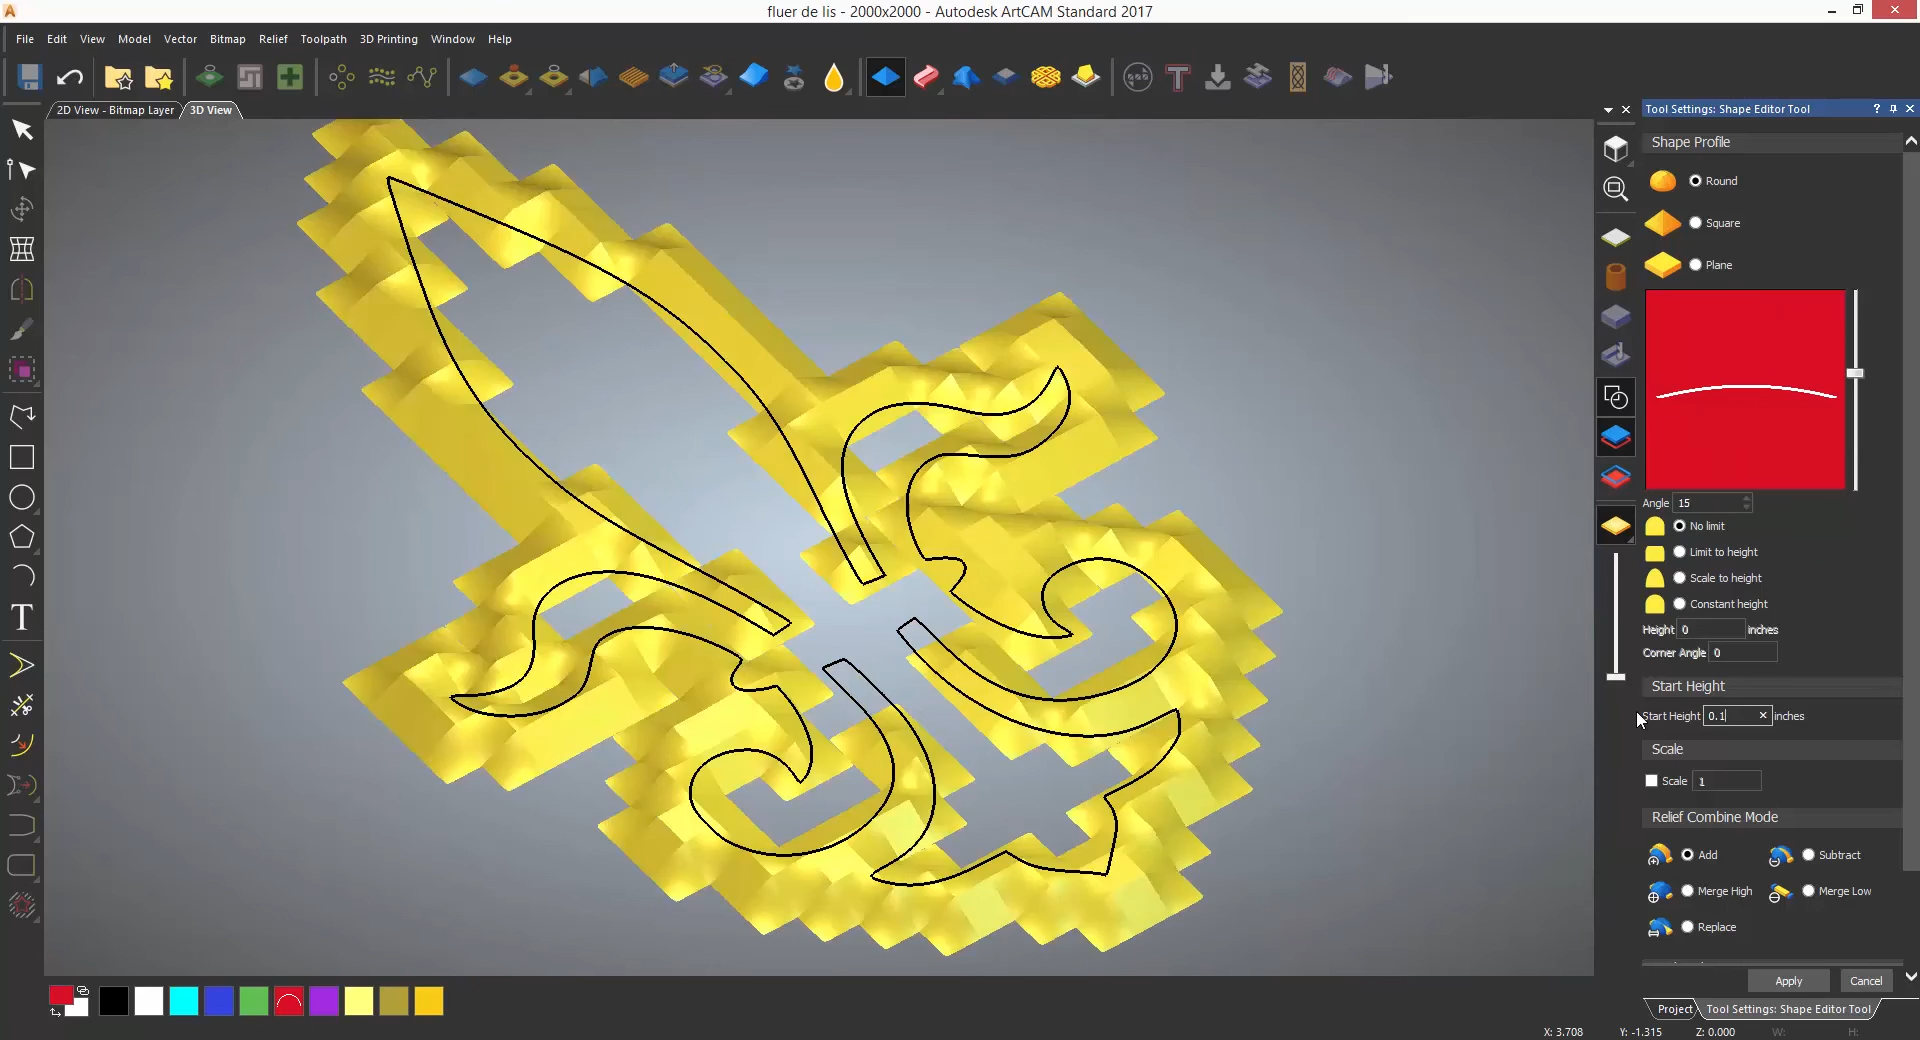 fluer de lis - 2000x2000 - Autodesk ArtCAM Standard 2017
File Edit View Model Vector Bitmap Relief Toolpath 3D Printing Window Help
2D View - Bitmap Layer 3D View
Tool Settings: Shape Editor Tool
Shape Profile
Round
Square
Plane
Angle 15
No limit
Limit to height
Scale to height
Constant height
Height 0 inches
Corner Angle 0
Start Height
Start Height 0.1 inches
Scale
Scale 1
Relief Combine Mode
Add Subtract
Merge High Merge Low
Replace
Apply Cancel
Project Tool Settings: Shape Editor Tool
X: 3.708 Y: -1.315 Z: 0.000 W: H: